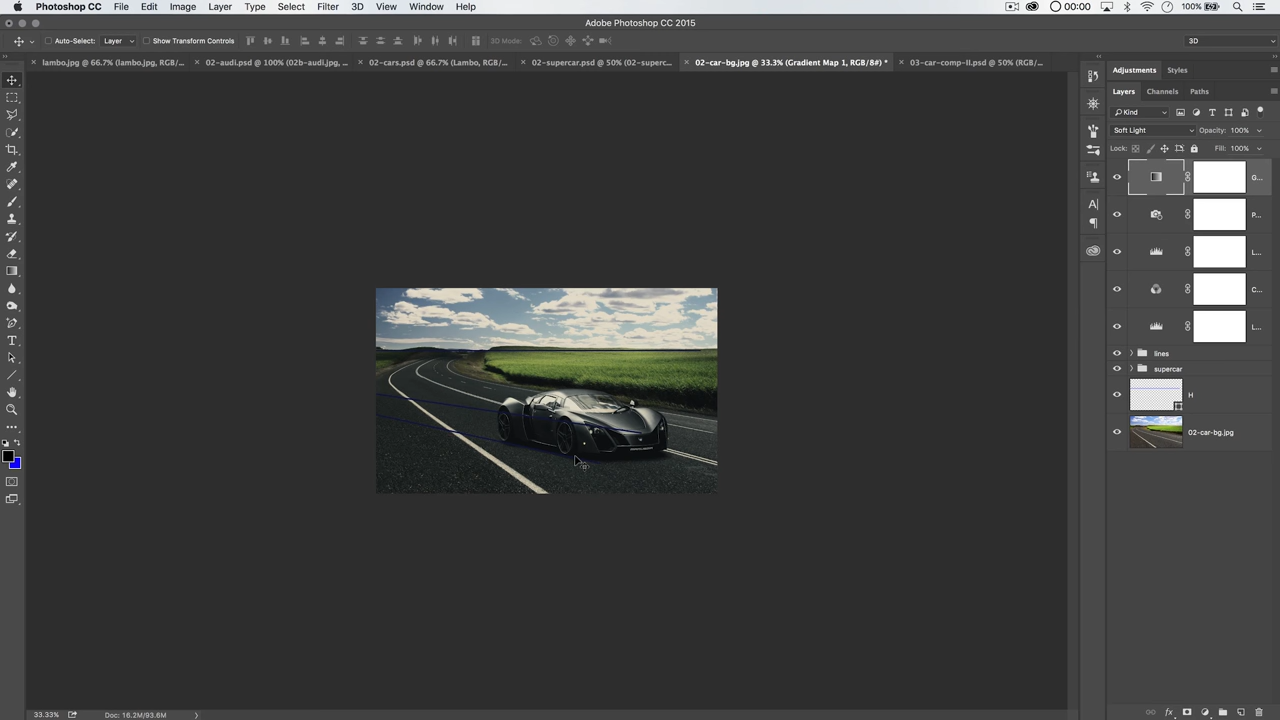 Photoshop CC File Edit Image Layer Type Select Filter 3D View Window Help 00:00 100%
Adobe Photoshop CC 2015
Auto-Select: Layer Show Transform Controls 3D Mode: 3D
lambo.jpg @ 66.7% (lambo.jpg, RGB/... 02-audi.psd @ 100% (02b-audi.jpg, ... 02-cars.psd @ 66.7% (Lambo, RGB/... 02-supercar.psd @ 50% (02-superc... 02-car-bg.jpg @ 33.3% (Gradient Map 1, RGB/8#) * 03-car-comp-II.psd @ 50% (RGB/...
Adjustments Styles
Layers Channels Paths
Kind
Soft Light Opacity: 100%
Lock: Fill: 100%
G...
P...
L...
C...
L...
lines
supercar
H
02-car-bg.jpg
33.33% Doc: 16.2M/93.6M